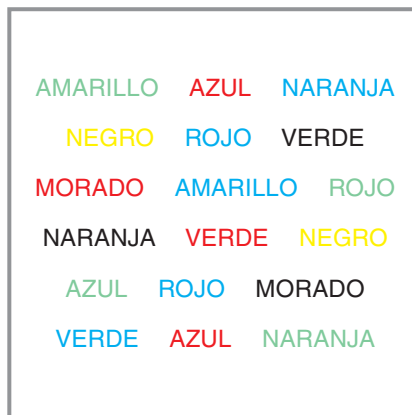 AMARILLO AZUL NARANJA
NEGRO ROJO VERDE
MORADO AMARILLO ROJO
NARANJA VERDE NEGRO
AZUL ROJO MORADO
VERDE AZUL NARANJA